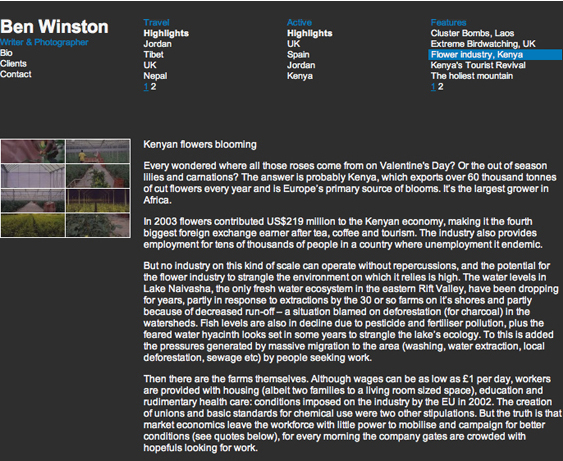 Ben Winston
Writer & Photographer
Bio
Clients
Contact
Travel
Highlights
Jordan
Tibet
UK
Nepal
1 2
Active
Highlights
UK
Spain
Jordan
Kenya
Features
Cluster Bombs, Laos
Extreme Birdwatching, UK
Flower industry, Kenya
Kenya's Tourist Revival
The holiest mountain
1 2
Kenyan flowers blooming
Every wondered where all those roses come from on Valentine's Day? Or the out of season
lilies and carnations? The answer is probably Kenya, which exports over 60 thousand tonnes
of cut flowers every year and is Europe's primary source of blooms. It's the largest grower in
Africa.
In 2003 flowers contributed US$219 million to the Kenyan economy, making it the fourth
biggest foreign exchange earner after tea, coffee and tourism. The industry also provides
employment for tens of thousands of people in a country where unemployment it endemic.
But no industry on this kind of scale can operate without repercussions, and the potential for
the flower industry to strangle the environment on which it relies is high. The water levels in
Lake Naivasha, the only fresh water ecosystem in the eastern Rift Valley, have been dropping
for years, partly in response to extractions by the 30 or so farms on it's shores and partly
because of decreased run-off – a situation blamed on deforestation (for charcoal) in the
watersheds. Fish levels are also in decline due to pesticide and fertiliser pollution, plus the
feared water hyacinth looks set in some years to strangle the lake's ecology. To this is added
the pressures generated by massive migration to the area (washing, water extraction, local
deforestation, sewage etc) by people seeking work.
Then there are the farms themselves. Although wages can be as low as £1 per day, workers
are provided with housing (albeit two families to a living room sized space), education and
rudimentary health care: conditions imposed on the industry by the EU in 2002. The creation
of unions and basic standards for chemical use were two other stipulations. But the truth is that
market economics leave the workforce with little power to mobilise and campaign for better
conditions (see quotes below), for every morning the company gates are crowded with
hopefuls looking for work.